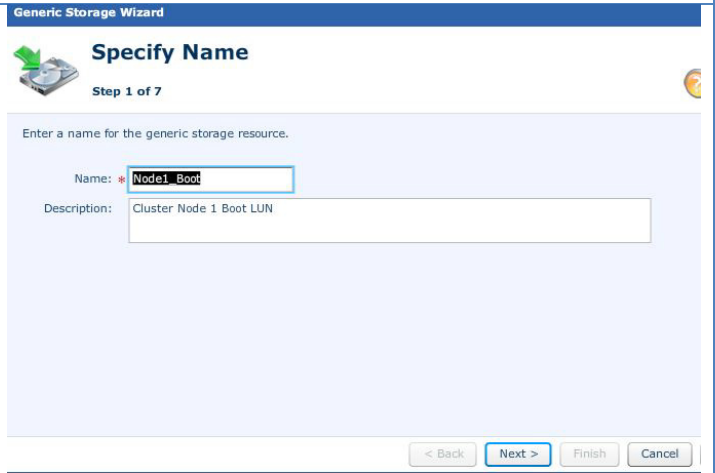 Generic Storage Wizard
Specify Name
Step 1 of 7
Enter a name for the generic storage resource.
Name: * Node1_Boot
Description: Cluster Node 1 Boot LUN
< Back Next > Finish Cancel